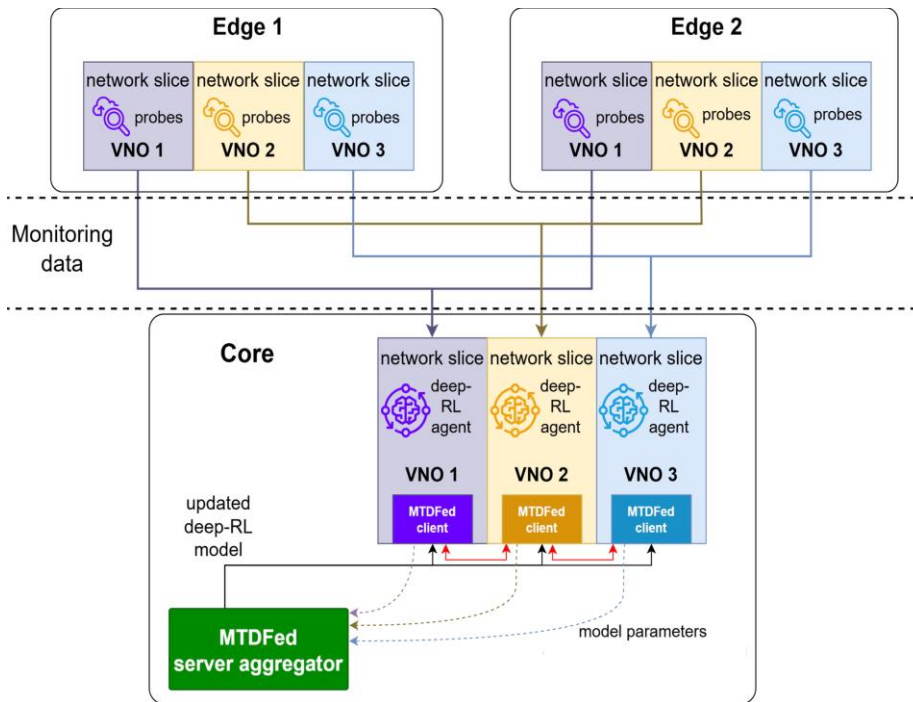 Edge 1
network slice
probes
VNO 1
network slice
probes
VNO 2
network slice
probes
VNO 3
Edge 2
network slice
probes
VNO 1
network slice
probes
VNO 2
network slice
probes
VNO 3
Monitoring
data
Core
network slice
deep-
RL
agent
VNO 1
MTDFed
client
network slice
deep-
RL
agent
VNO 2
MTDFed
client
network slice
deep-
RL
agent
VNO 3
MTDFed
client
updated
deep-RL
model
MTDFed
server aggregator
model parameters